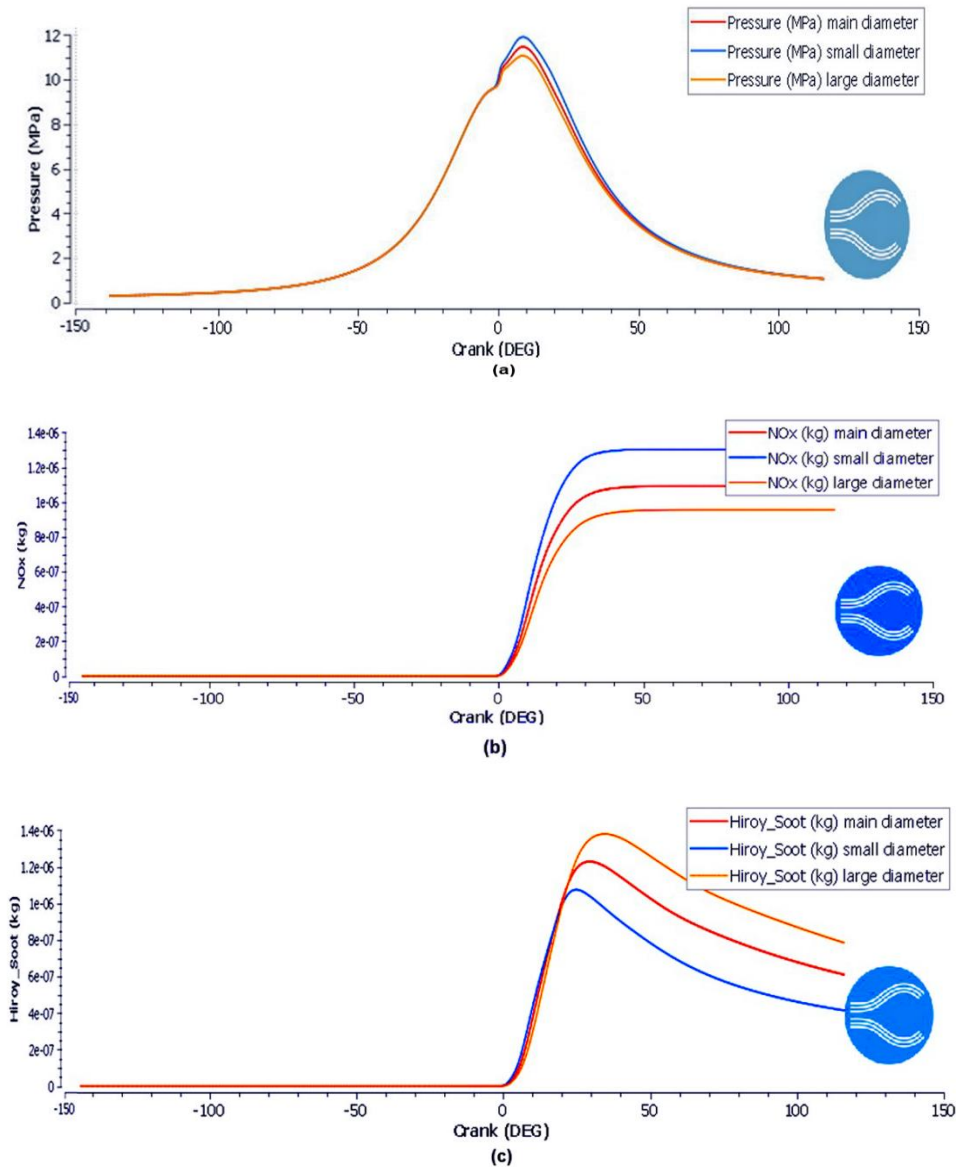 Pressure (MPa) main diameter
Pressure (MPa) small diameter
Pressure (MPa) large diameter
12
10
8
6
4
2
0
Pressure (MPa)
-150 -100 -50 0 50 100 150
Crank (DEG)
(a)
NOx (kg) main diameter
NOx (kg) small diameter
NOx (kg) large diameter
1.4e-06
1.2e-06
1e-06
8e-07
6e-07
4e-07
2e-07
0
NOx (kg)
-150 -100 -50 0 50 100 150
Crank (DEG)
(b)
Hiroy_Soot (kg) main diameter
Hiroy_Soot (kg) small diameter
Hiroy_Soot (kg) large diameter
1.4e-06
1.2e-06
1e-06
8e-07
6e-07
4e-07
2e-07
0
Hiroy_Soot (kg)
-150 -100 -50 0 50 100 150
Crank (DEG)
(c)